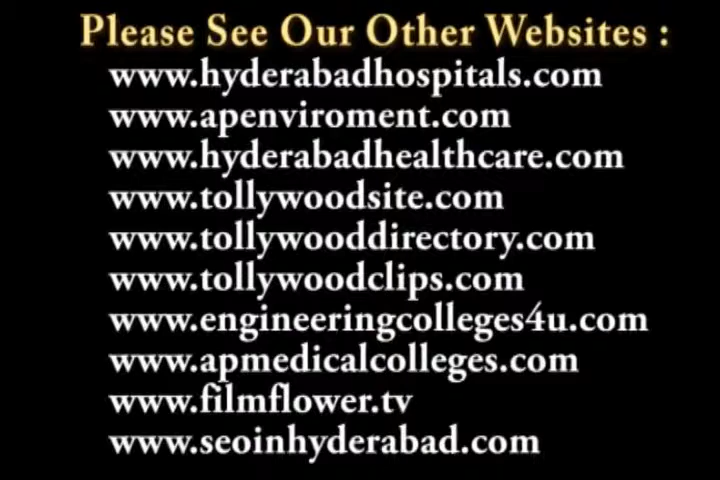 Please See Our Other Websites :
www.hyderabadhospitals.com
www.apenviroment.com
www.hyderabadhealthcare.com
www.tollywoodsite.com
www.tollywooddirectory.com
www.tollywoodclips.com
www.engineeringcolleges4u.com
www.apmedicalcolleges.com
www.filmflower.tv
www.seoinhyderabad.com